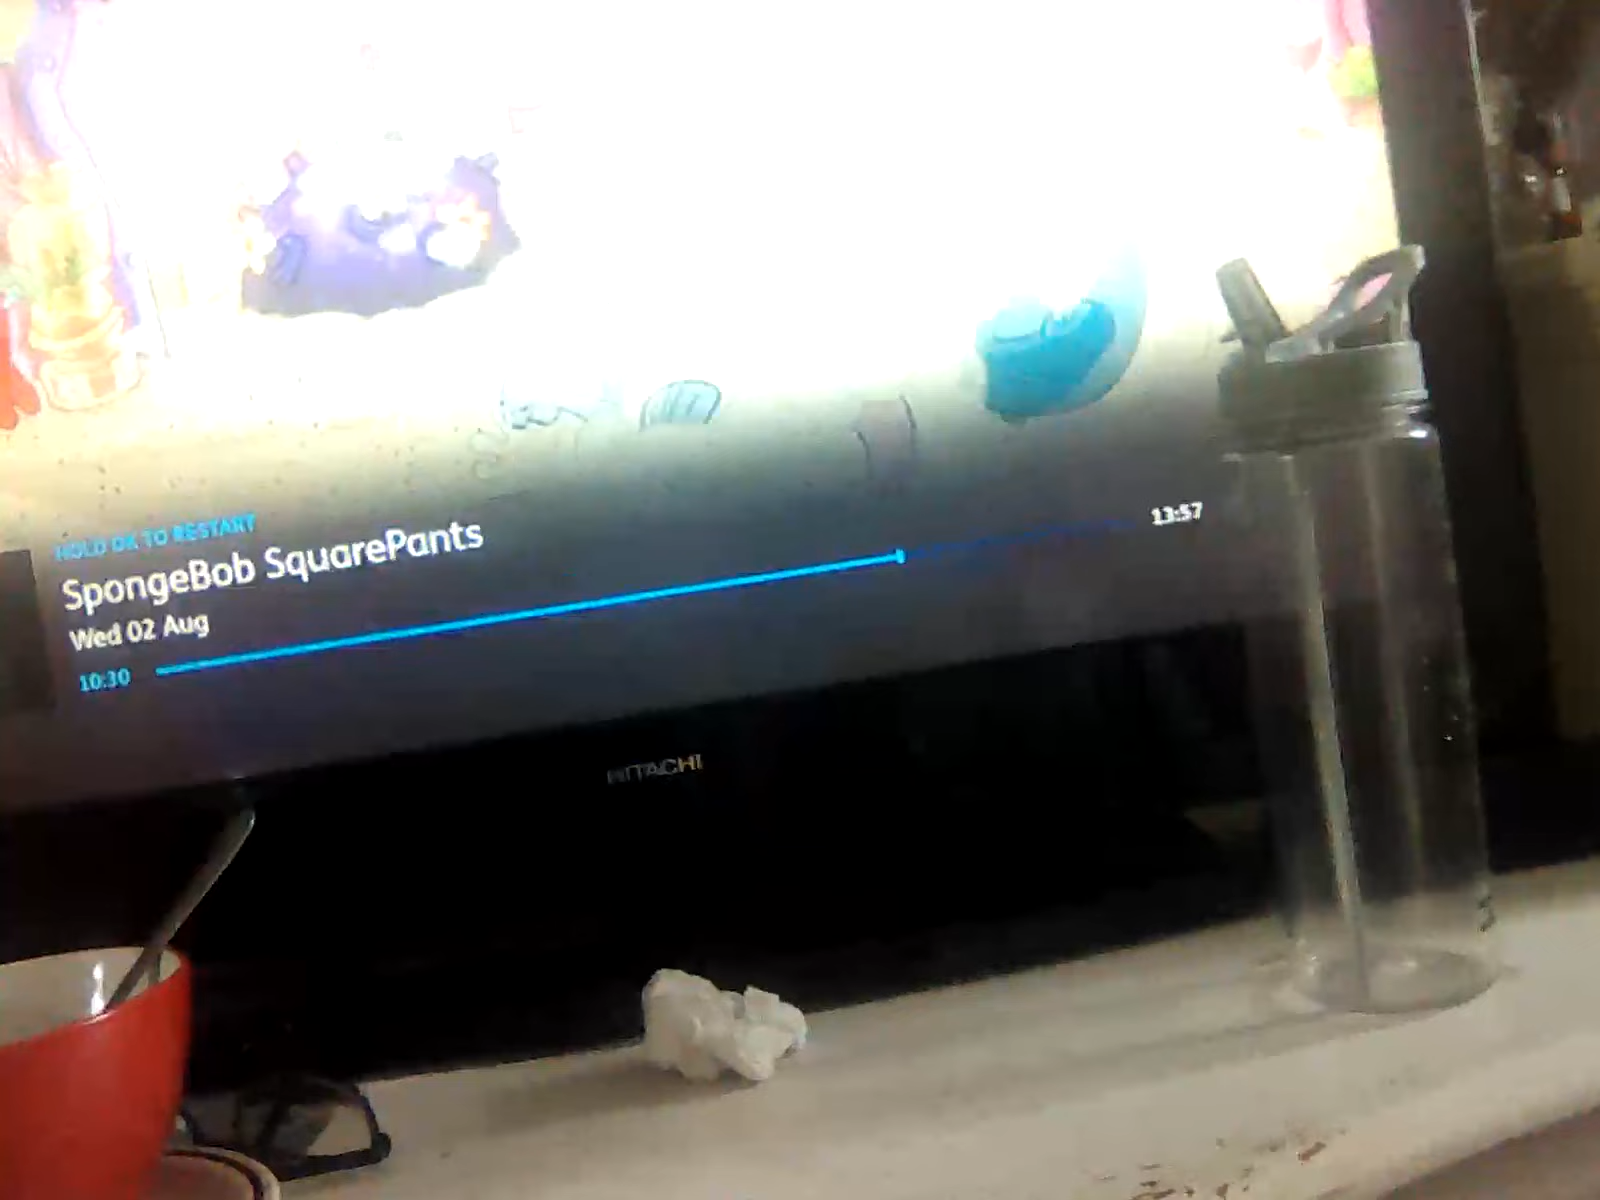 HOLD OK TO RESTART
SpongeBob SquarePants
Wed 02 Aug
10:30
13:57
HITACHI